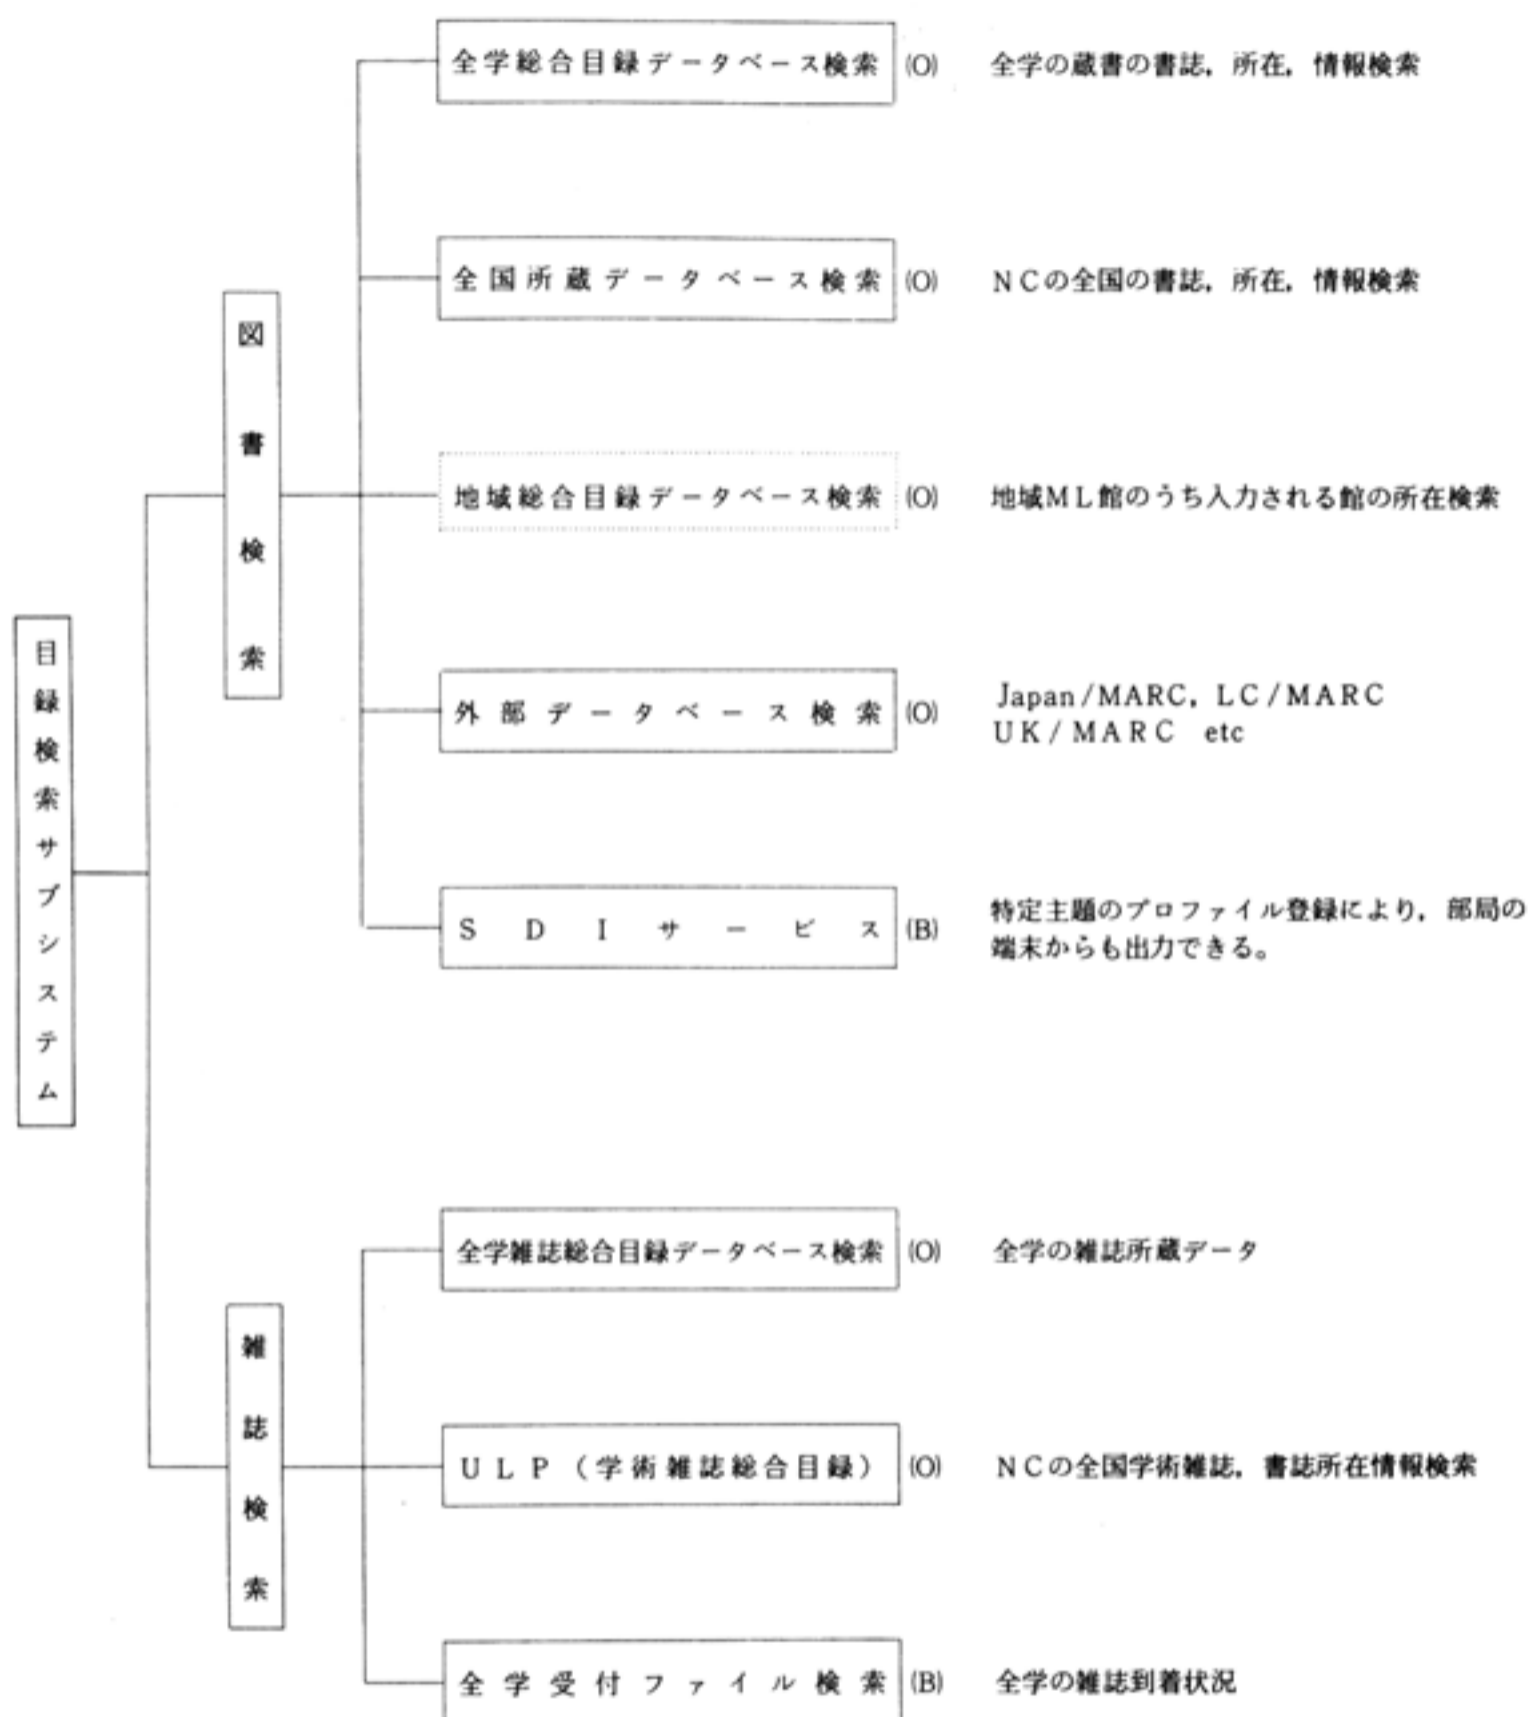 目録検索サブシステム
図書検索
全学総合目録データベース検索 (O) 全学の蔵書の書誌，所在，情報検索
全国所蔵データベース検索 (O) ＮＣの全国の書誌，所在，情報検索
地域総合目録データベース検索 (O) 地域ＭＬ館のうち入力される館の所在検索
外部データベース検索 (O) Japan/MARC，LC/MARC
UK/MARC etc
ＳＤＩサービス (B) 特定主題のプロファイル登録により，部局の
端末からも出力できる。
雑誌検索
全学雑誌総合目録データベース検索 (O) 全学の雑誌所蔵データ
ＵＬＰ（学術雑誌総合目録） (O) ＮＣの全国学術雑誌，書誌所在情報検索
全学受付ファイル検索 (B) 全学の雑誌到着状況